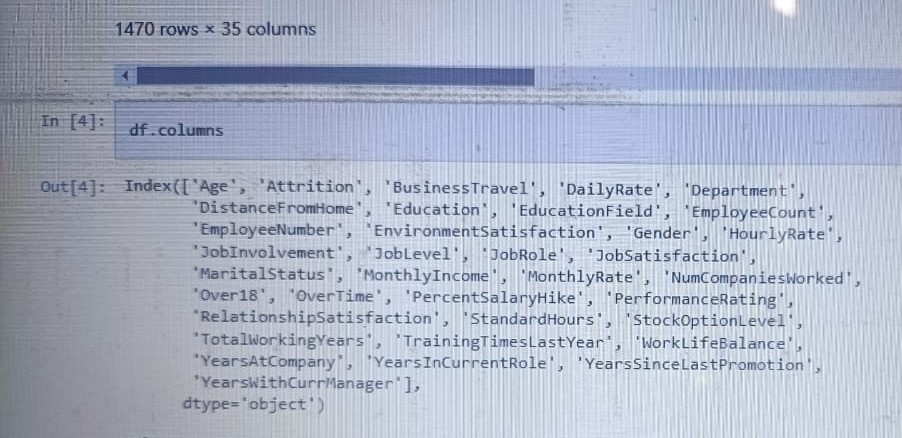 1470 rows × 35 columns
In [4]: df.columns
Out[4]: Index(['Age', 'Attrition', 'BusinessTravel', 'DailyRate', 'Department',
'DistanceFromHome', 'Education', 'EducationField', 'EmployeeCount',
'EmployeeNumber', 'EnvironmentSatisfaction', 'Gender', 'HourlyRate',
'JobInvolvement', 'JobLevel', 'JobRole', 'JobSatisfaction',
'MaritalStatus', 'MonthlyIncome', 'MonthlyRate', 'NumCompaniesWorked',
'Over18', 'OverTime', 'PercentSalaryHike', 'PerformanceRating',
'RelationshipSatisfaction', 'StandardHours', 'StockOptionLevel',
'TotalWorkingYears', 'TrainingTimesLastYear', 'WorkLifeBalance',
'YearsAtCompany', 'YearsInCurrentRole', 'YearsSinceLastPromotion',
'YearsWithCurrManager'],
dtype='object')